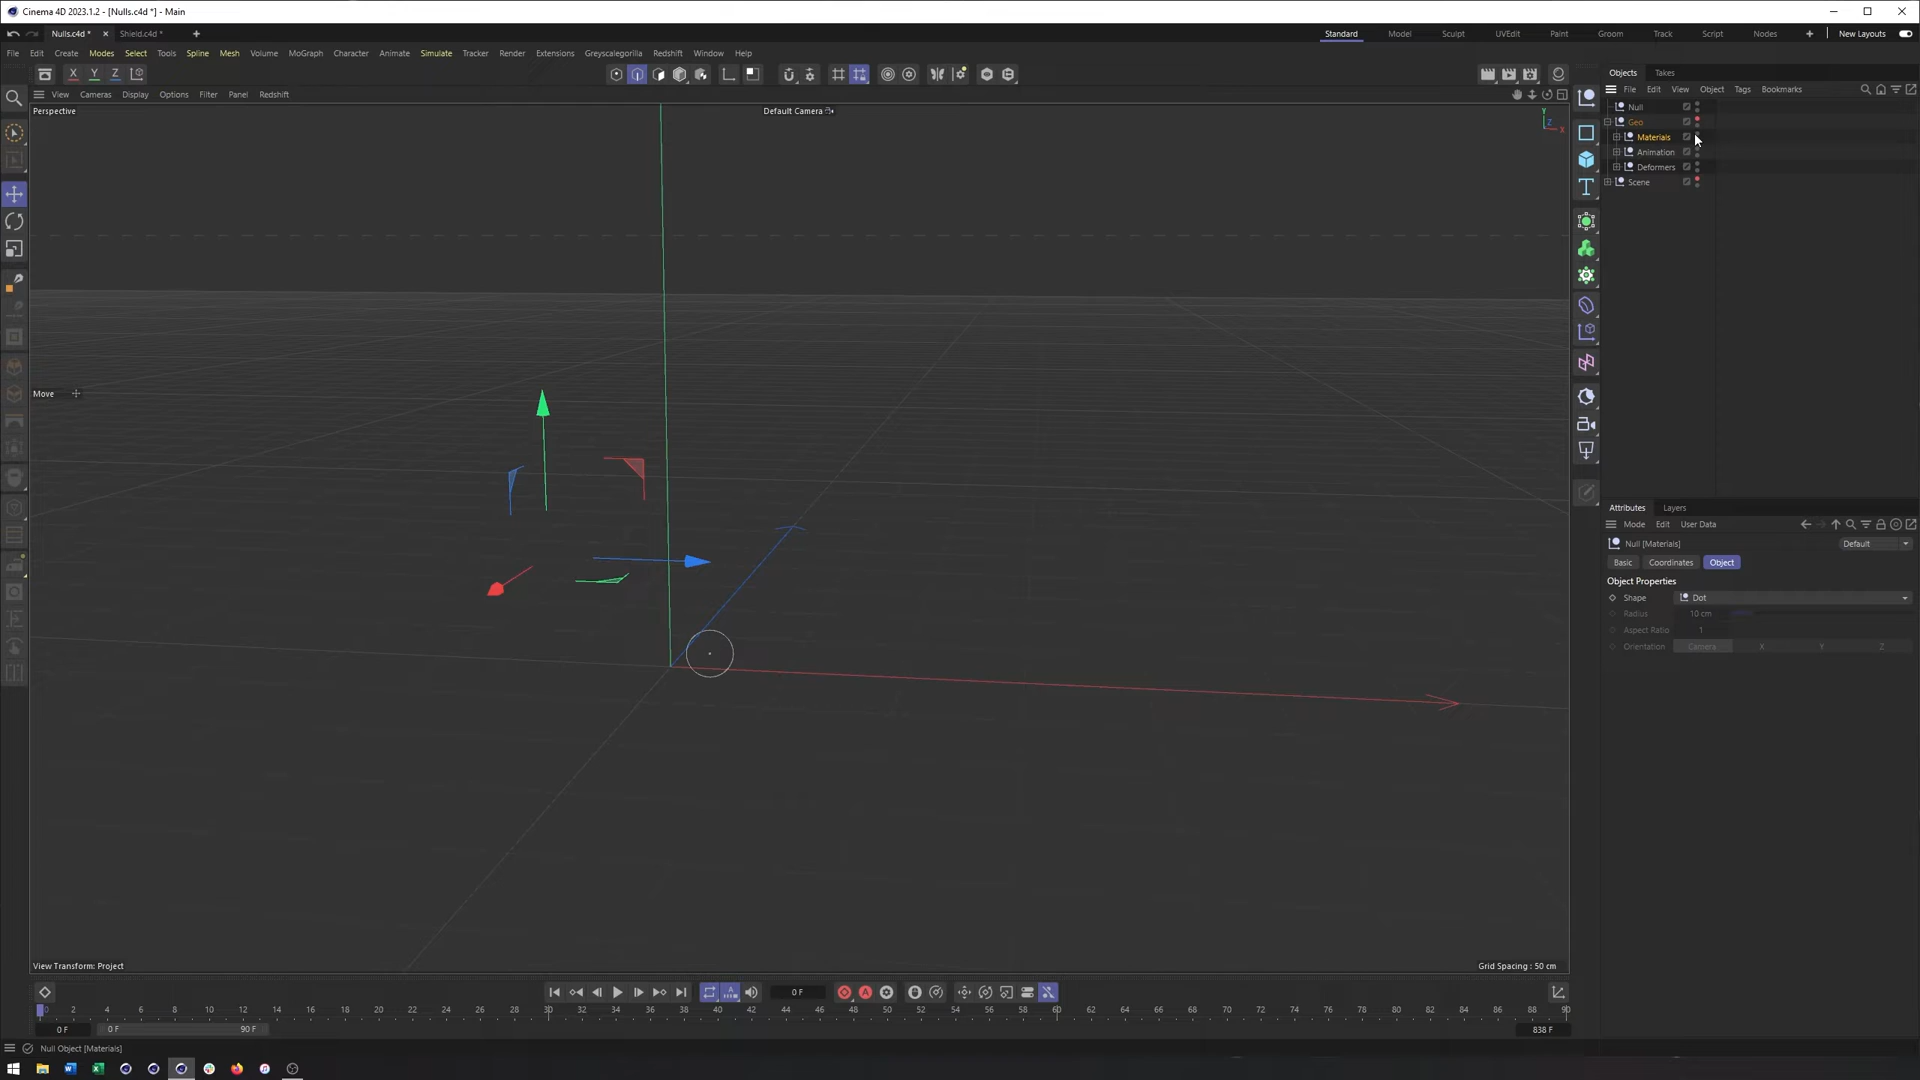 Cinema 4D 2023.1.2 - [Nulls.c4d *] - Main
Nulls.c4d * Shield.c4d * Standard Model Sculpt UVEdit Paint Groom Track Script Nodes New Layouts
File Edit Create Modes Select Tools Spline Mesh Volume MoGraph Character Animate Simulate Tracker Render Extensions Greyscalegorilla Redshift Window Help
X Y Z
Objects Takes
View Cameras Display Options Filter Panel Redshift
File Edit View Object Tags Bookmarks
Perspective Default Camera
Null
Y
Z X
Geo
Materials
Animation
Deformers
Scene
Move
Attributes Layers
Mode Edit User Data
Null [Materials] Default
Basic Coordinates Object
Object Properties
Shape Dot
Radius 10 cm
Aspect Ratio 1
Orientation Camera X Y Z
View Transform: Project Grid Spacing : 50 cm
0 F
0 2 4 6 8 10 12 14 16 18 20 22 24 26 28 30 32 34 36 38 40 42 44 46 48 50 52 54 56 58 60 62 64 66 68 70 72 74 76 78 80 82 84 86 88 90
0 F 0 F 90 F 838 F
Null Object [Materials]